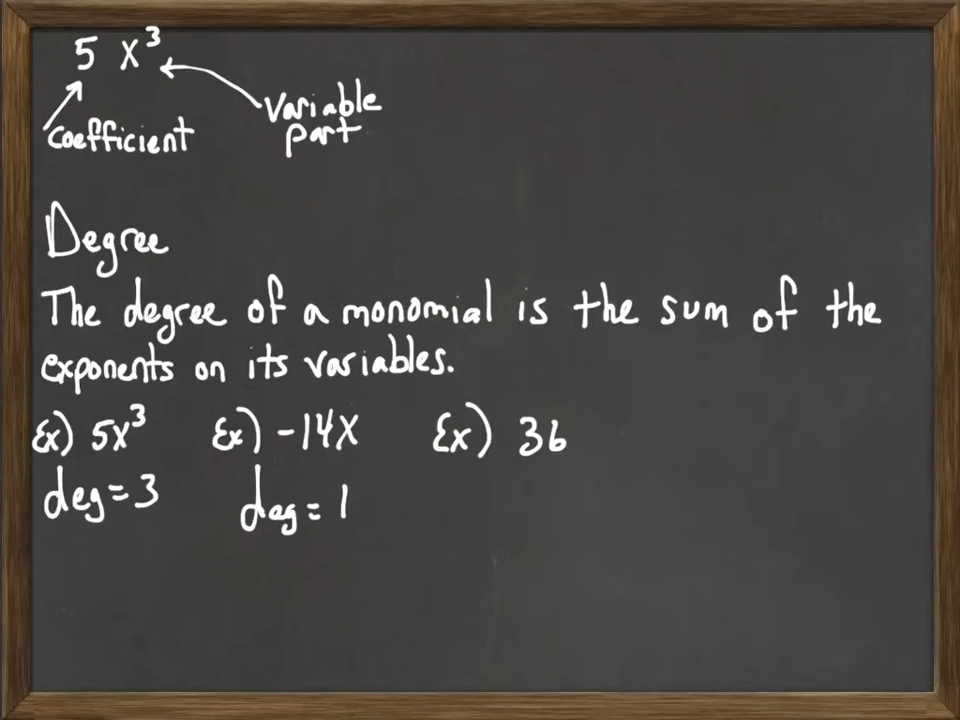 5 x³
Coefficient
Variable
part
Degree
The degree of a monomial is the sum of the
exponents on its variables.
Ex) 5x³ Ex) -14x Ex) 36
deg = 3 deg = 1